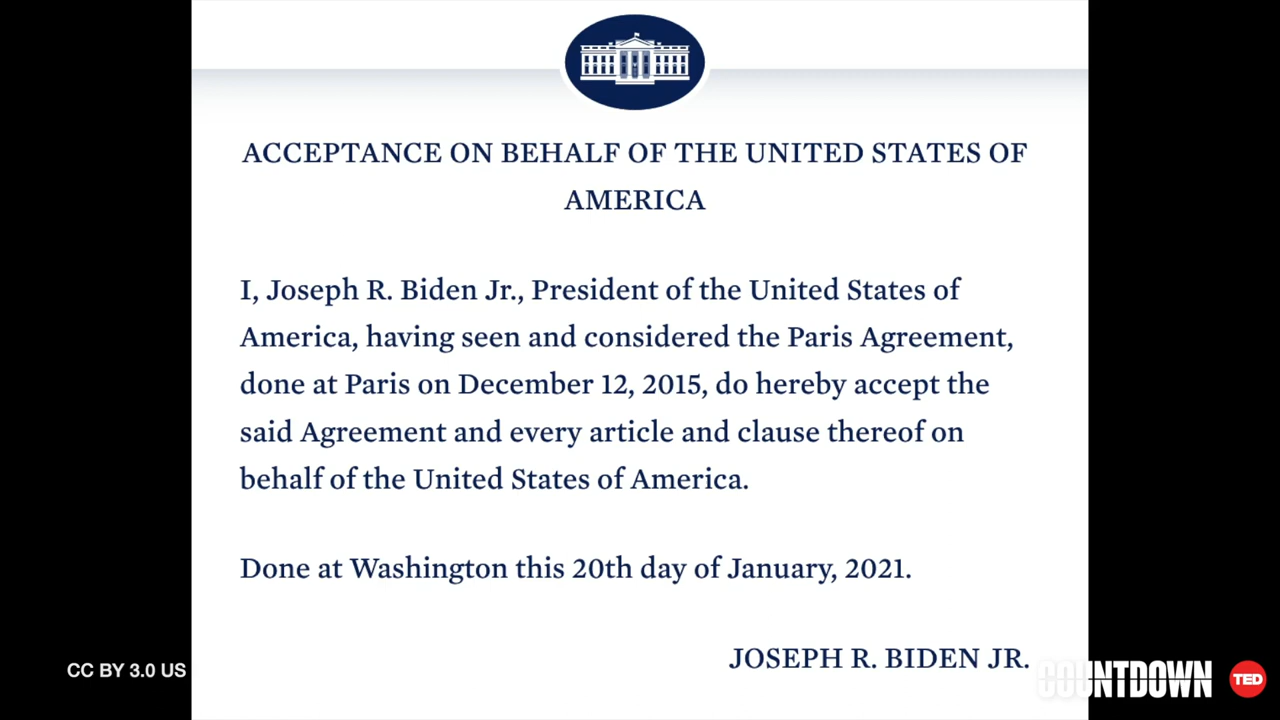 ACCEPTANCE ON BEHALF OF THE UNITED STATES OF
AMERICA
I, Joseph R. Biden Jr., President of the United States of
America, having seen and considered the Paris Agreement,
done at Paris on December 12, 2015, do hereby accept the
said Agreement and every article and clause thereof on
behalf of the United States of America.
Done at Washington this 20th day of January, 2021.
JOSEPH R. BIDEN JR.
CC BY 3.0 US
COUNTDOWN
TED